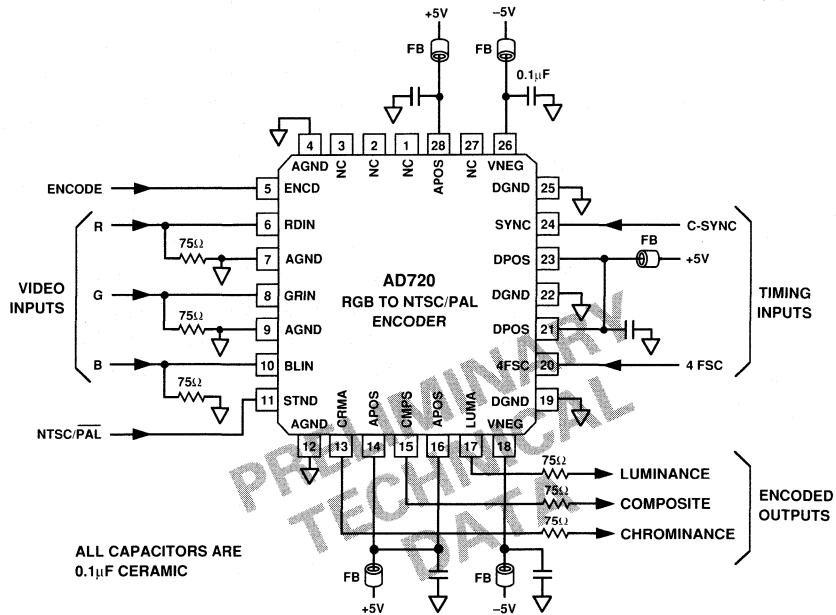 +5V
–5V
FB
FB
0.1µF
4
3
2
1
28
27
26
AGND
NC
NC
NC
APOS
NC
VNEG
ENCODE
5
ENCD
DGND
25
R
6
RDIN
SYNC
24
C-SYNC
75Ω
7
AGND
DPOS
23
FB
+5V
VIDEO
INPUTS
G
8
GRIN
AD720
RGB TO NTSC/PAL
ENCODER
DGND
22
TIMING
INPUTS
75Ω
9
AGND
DPOS
21
B
10
BLIN
4FSC
20
4 FSC
75Ω
11
STND
DGND
19
NTSC/PAL
AGND
CRMA
APOS
CMPS
APOS
LUMA
VNEG
12
13
14
15
16
17
18
PRELIMINARY
TECHNICAL
DATA
75Ω
LUMINANCE
75Ω
COMPOSITE
75Ω
CHROMINANCE
ENCODED
OUTPUTS
ALL CAPACITORS ARE
0.1µF CERAMIC
FB
+5V
FB
–5V